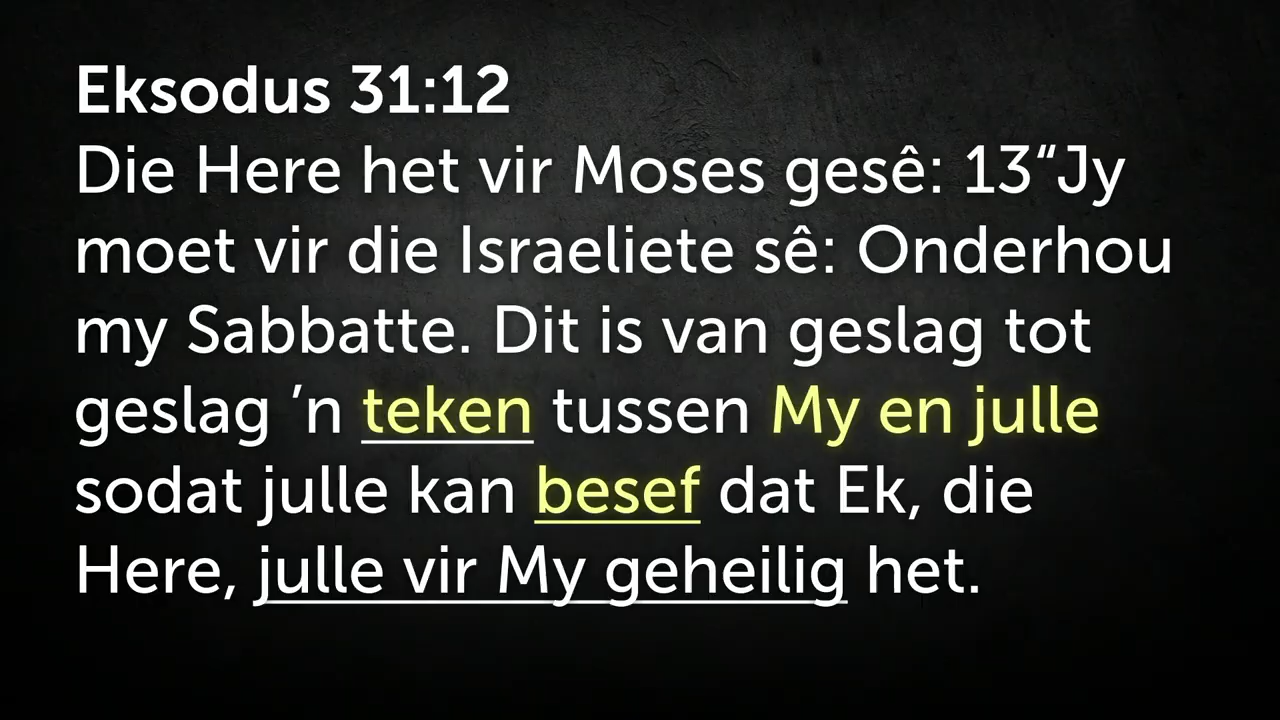 Eksodus 31:12
Die Here het vir Moses gesê: 13“Jy
moet vir die Israeliete sê: Onderhou
my Sabbatte. Dit is van geslag tot
geslag ’n teken tussen My en julle
sodat julle kan besef dat Ek, die
Here, julle vir My geheilig het.